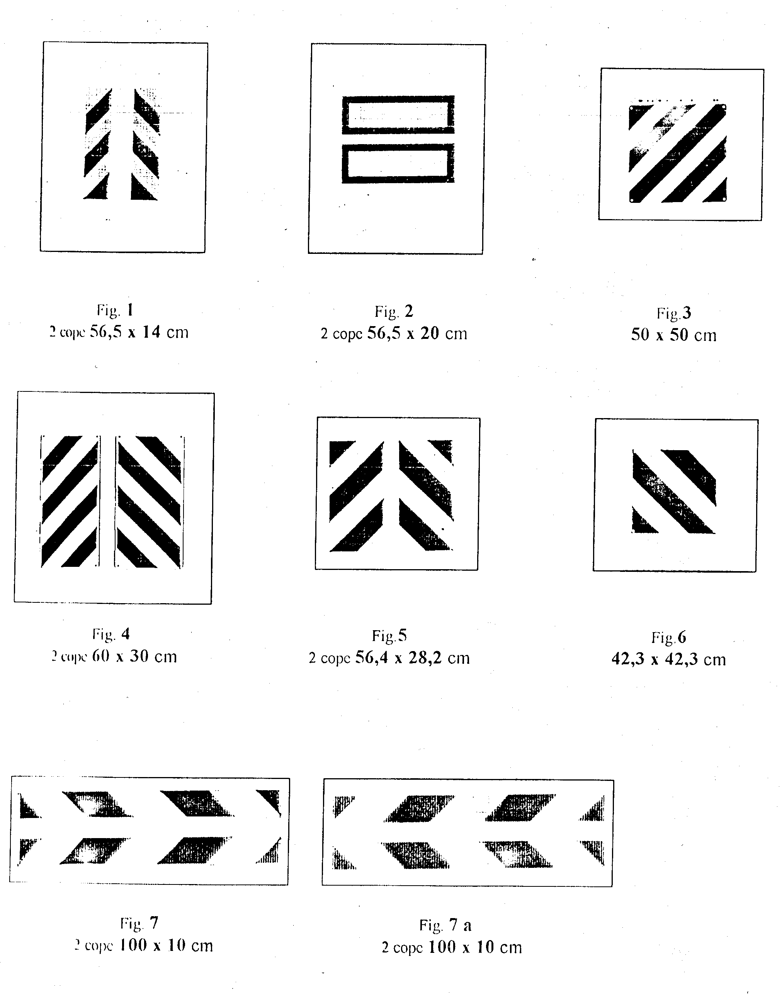 Fig. 1
2 cope 56,5 x 14 cm
Fig. 2
2 cope 56,5 x 20 cm
Fig.3
50 x 50 cm
Fig. 4
2 cope 60 x 30 cm
Fig.5
2 cope 56,4 x 28,2 cm
Fig.6
42,3 x 42,3 cm
Fig. 7
2 cope 100 x 10 cm
Fig. 7 a
2 cope 100 x 10 cm